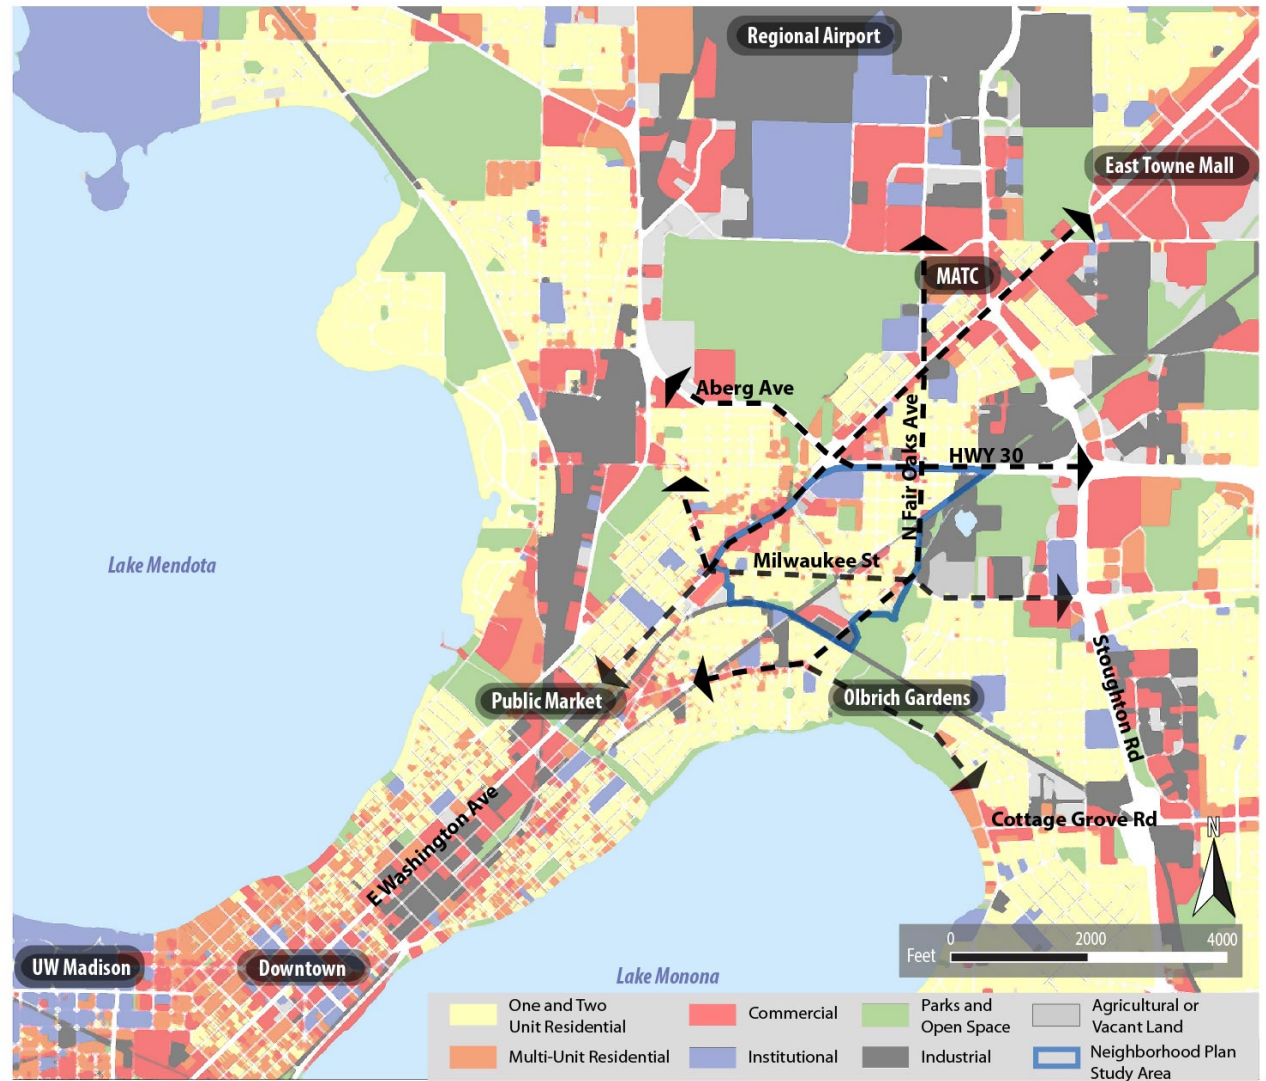 Regional Airport
East Towne Mall
MATC
Aberg Ave
N Fair Oaks Ave
HWY 30
Milwaukee St
Lake Mendota
Stoughton Rd
Public Market
Olbrich Gardens
E Washington Ave
Cottage Grove Rd
N
0 2000 4000
Feet
UW Madison
Downtown
Lake Monona
One and Two
Unit Residential
Multi-Unit Residential
Commercial
Institutional
Parks and
Open Space
Industrial
Agricultural or
Vacant Land
Neighborhood Plan
Study Area